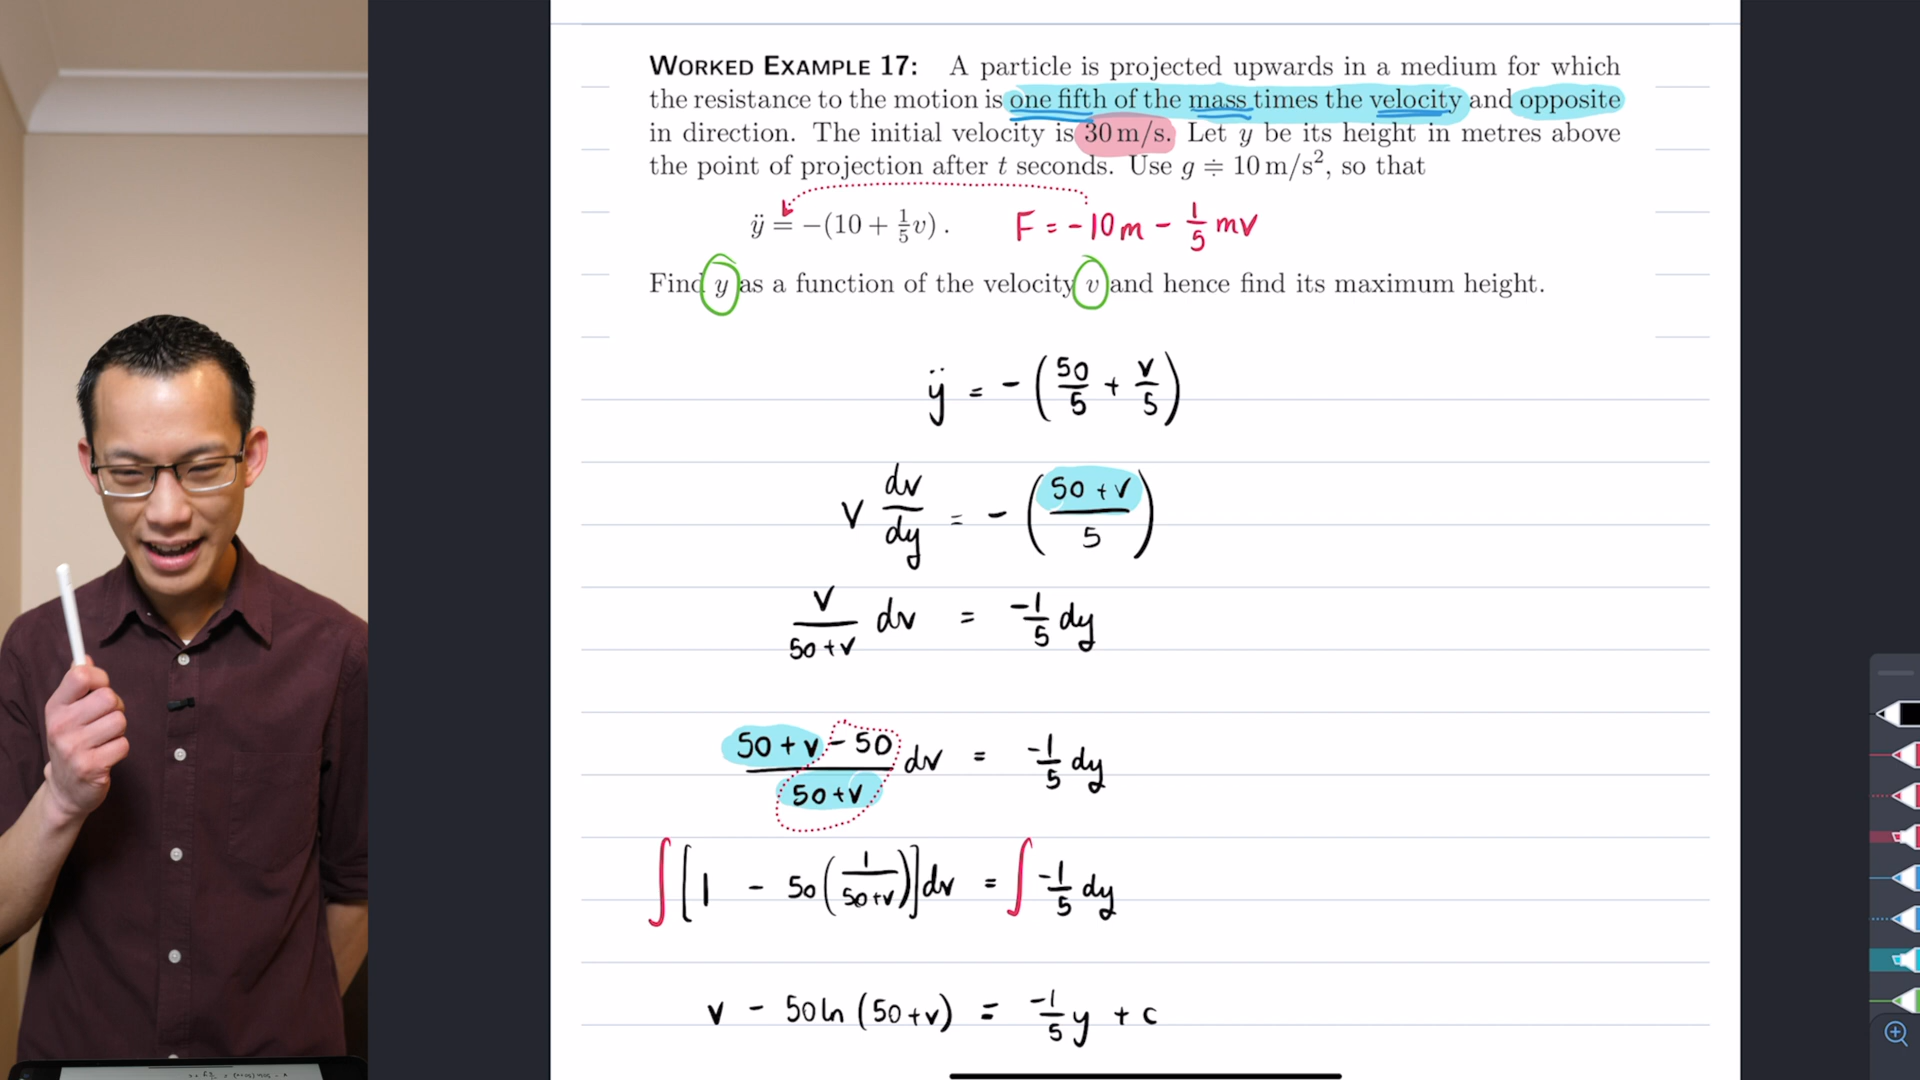 WORKED EXAMPLE 17: A particle is projected upwards in a medium for which
the resistance to the motion is one fifth of the mass times the velocity and opposite
in direction. The initial velocity is 30 m/s. Let y be its height in metres above
the point of projection after t seconds. Use g ≑ 10 m/s², so that
ÿ = −(10 + 1/5 v). F = -10m - 1/5 mv
Find y as a function of the velocity v and hence find its maximum height.
ÿ = - (50/5 + v/5)
v dv/dy = - (50 + v / 5)
v/(50+v) dv = -1/5 dy
(50 + v - 50)/(50+v) dv = -1/5 dy
∫ [1 - 50 (1/(50+v))] dv = ∫ -1/5 dy
v - 50 ln (50+v) = -1/5 y + c